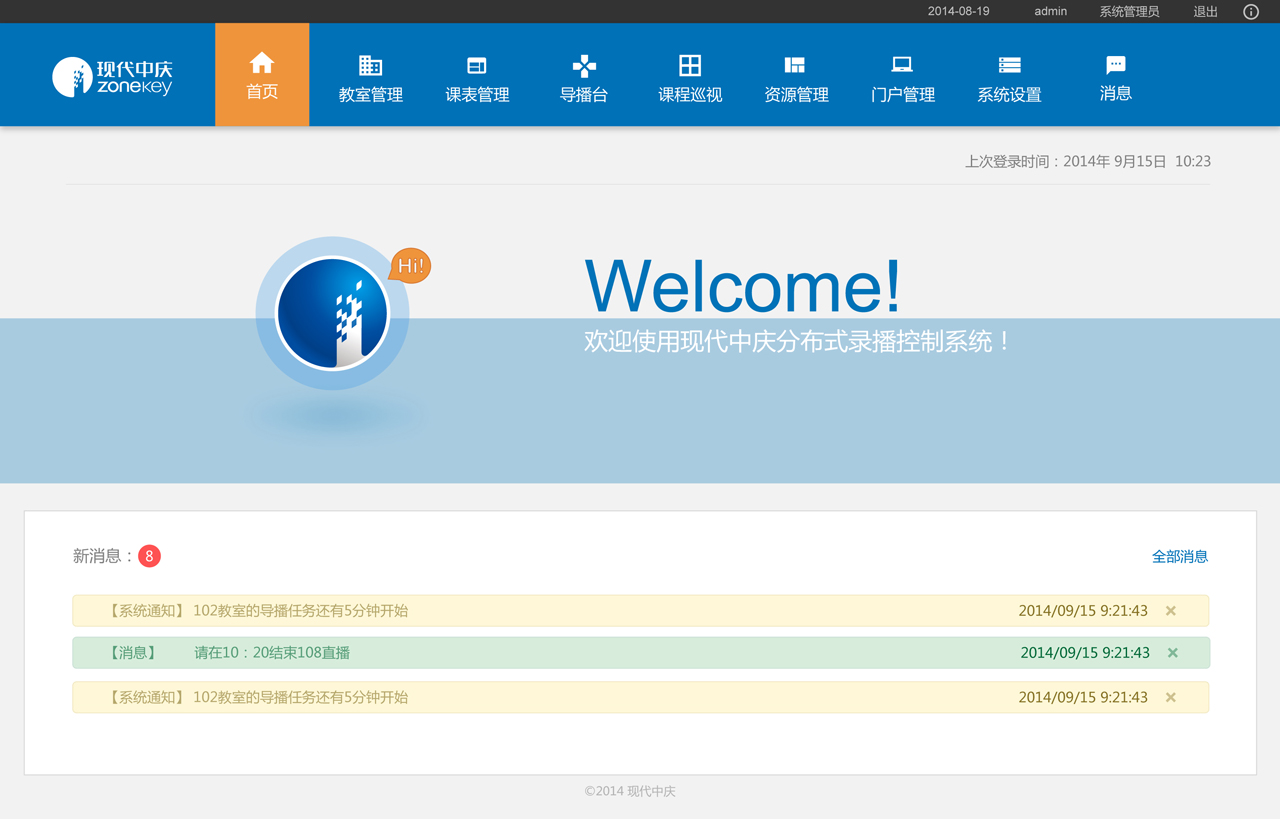 2014-08-19 admin 系统管理员 退出
现代中庆
zonekey
首页 教室管理 课表管理 导播台 课程巡视 资源管理 门户管理 系统设置 消息
上次登录时间：2014年 9月15日 10:23
Hi!
Welcome!
欢迎使用现代中庆分布式录播控制系统！
新消息：8 全部消息
【系统通知】 102教室的导播任务还有5分钟开始 2014/09/15 9:21:43 ×
【消息】 请在10：20结束108直播 2014/09/15 9:21:43 ×
【系统通知】 102教室的导播任务还有5分钟开始 2014/09/15 9:21:43 ×
©2014 现代中庆